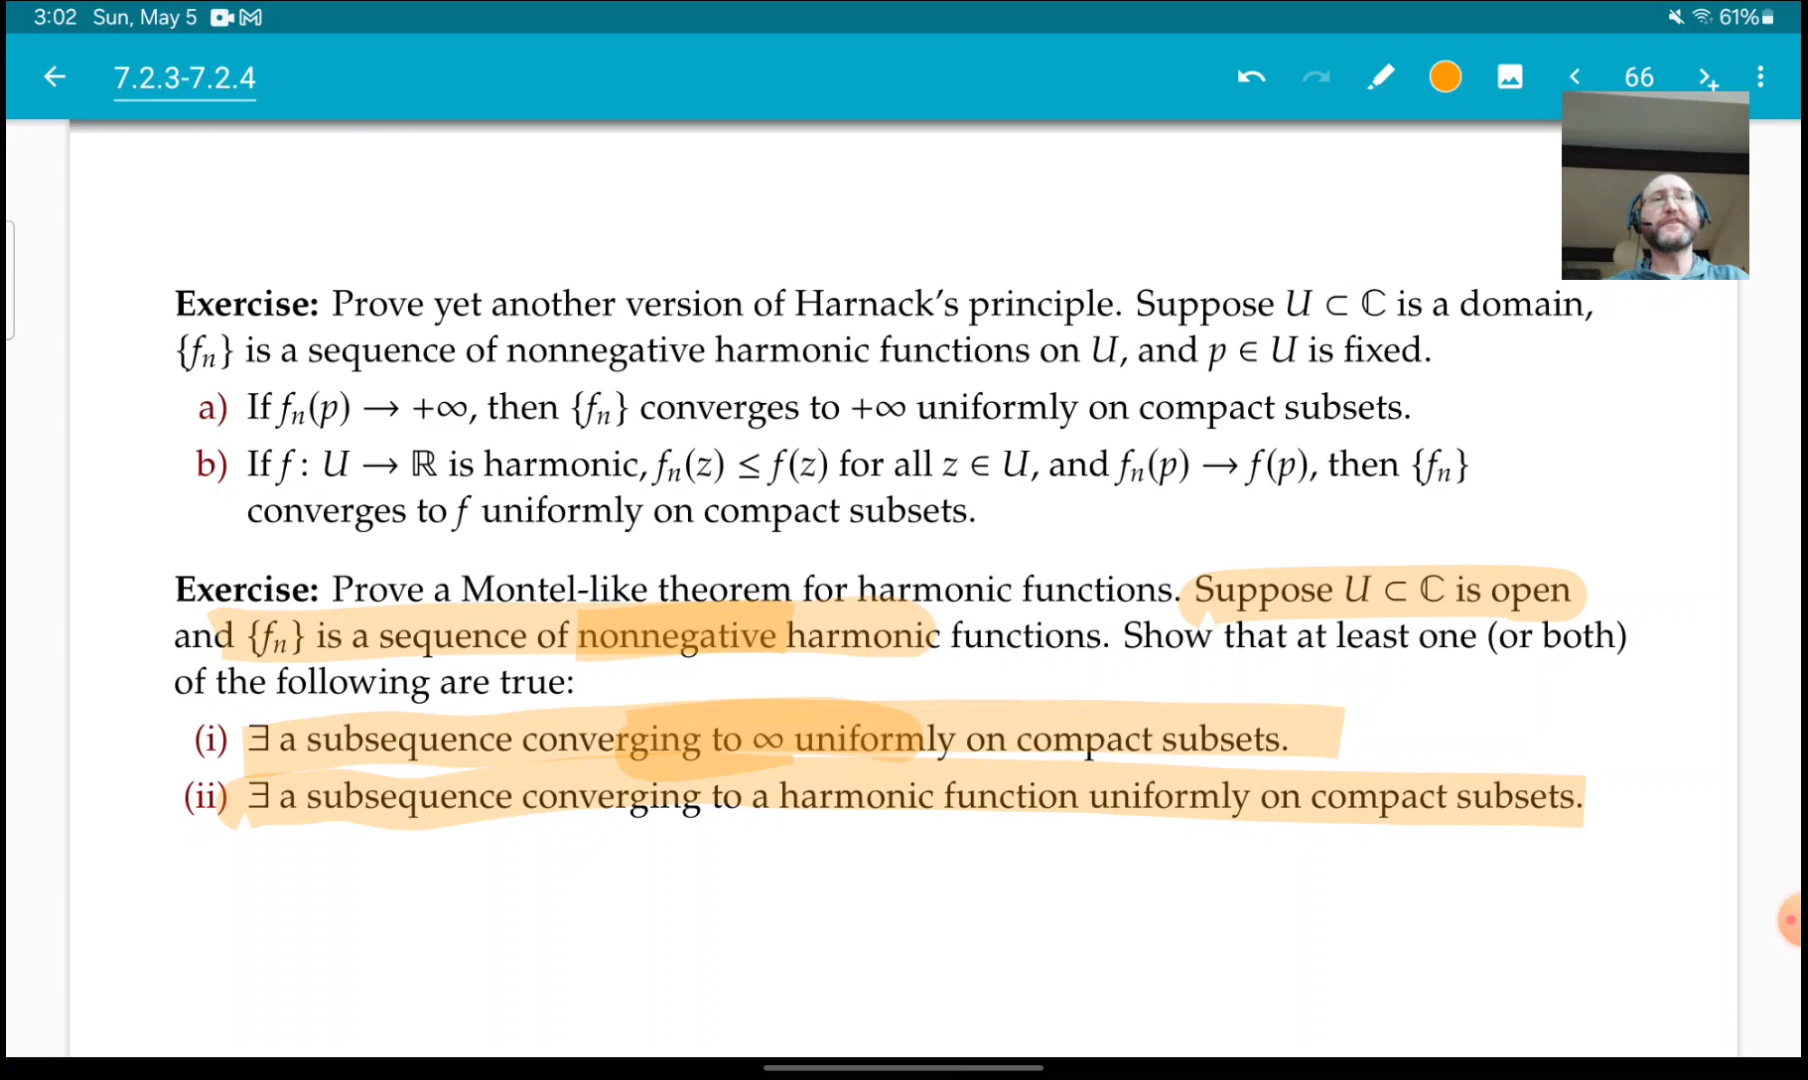 3:02 Sun, May 5 61%
7.2.3-7.2.4 66
Exercise: Prove yet another version of Harnack's principle. Suppose U ⊂ ℂ is a domain,
{fₙ} is a sequence of nonnegative harmonic functions on U, and p ∈ U is fixed.
a) If fₙ(p) → +∞, then {fₙ} converges to +∞ uniformly on compact subsets.
b) If f : U → ℝ is harmonic, fₙ(z) ≤ f(z) for all z ∈ U, and fₙ(p) → f(p), then {fₙ}
converges to f uniformly on compact subsets.
Exercise: Prove a Montel-like theorem for harmonic functions. Suppose U ⊂ ℂ is open
and {fₙ} is a sequence of nonnegative harmonic functions. Show that at least one (or both)
of the following are true:
(i) ∃ a subsequence converging to ∞ uniformly on compact subsets.
(ii) ∃ a subsequence converging to a harmonic function uniformly on compact subsets.